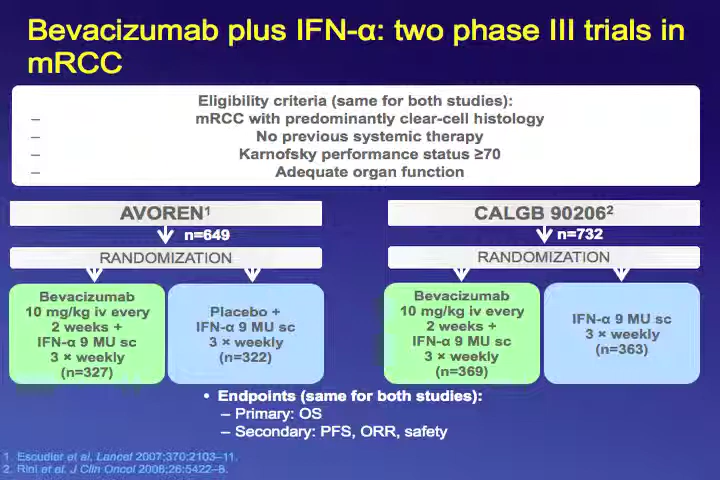 Bevacizumab plus IFN-α: two phase III trials in
mRCC
Eligibility criteria (same for both studies):
– mRCC with predominantly clear-cell histology
– No previous systemic therapy
– Karnofsky performance status ≥70
– Adequate organ function
AVOREN¹
n=649
RANDOMIZATION
Bevacizumab
10 mg/kg iv every
2 weeks +
IFN-α 9 MU sc
3 × weekly
(n=327)
Placebo +
IFN-α 9 MU sc
3 × weekly
(n=322)
CALGB 90206²
n=732
RANDOMIZATION
Bevacizumab
10 mg/kg iv every
2 weeks +
IFN-α 9 MU sc
3 × weekly
(n=369)
IFN-α 9 MU sc
3 × weekly
(n=363)
• Endpoints (same for both studies):
– Primary: OS
– Secondary: PFS, ORR, safety
1. Escudier et al. Lancet 2007;370:2103–11.
2. Rini et al. J Clin Oncol 2008;26:5422–8.